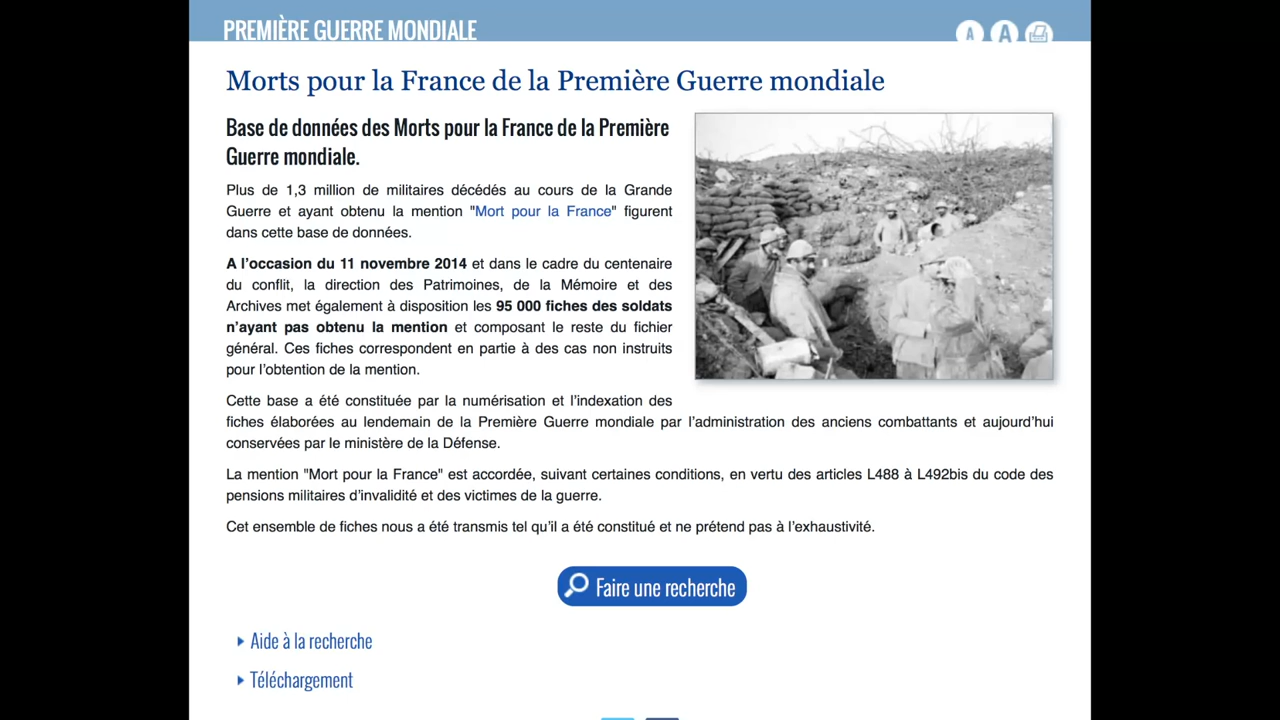 PREMIÈRE GUERRE MONDIALE
A A
Morts pour la France de la Première Guerre mondiale
Base de données des Morts pour la France de la Première
Guerre mondiale.
Plus de 1,3 million de militaires décédés au cours de la Grande
Guerre et ayant obtenu la mention "Mort pour la France" figurent
dans cette base de données.
A l’occasion du 11 novembre 2014 et dans le cadre du centenaire
du conflit, la direction des Patrimoines, de la Mémoire et des
Archives met également à disposition les 95 000 fiches des soldats
n’ayant pas obtenu la mention et composant le reste du fichier
général. Ces fiches correspondent en partie à des cas non instruits
pour l’obtention de la mention.
Cette base a été constituée par la numérisation et l’indexation des
fiches élaborées au lendemain de la Première Guerre mondiale par l’administration des anciens combattants et aujourd’hui
conservées par le ministère de la Défense.
La mention "Mort pour la France" est accordée, suivant certaines conditions, en vertu des articles L488 à L492bis du code des
pensions militaires d’invalidité et des victimes de la guerre.
Cet ensemble de fiches nous a été transmis tel qu’il a été constitué et ne prétend pas à l’exhaustivité.
Faire une recherche
Aide à la recherche
Téléchargement